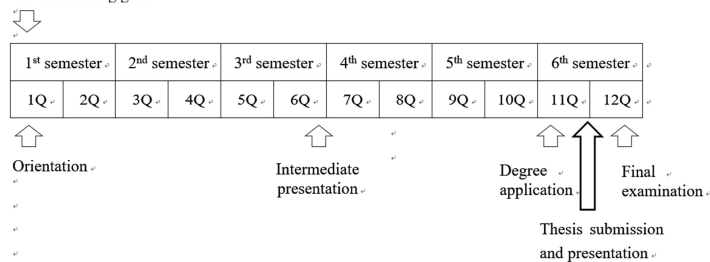 1st semester 2nd semester 3rd semester 4th semester 5th semester 6th semester
1Q 2Q 3Q 4Q 5Q 6Q 7Q 8Q 9Q 10Q 11Q 12Q
Orientation
Intermediate
presentation
Degree
application
Final
examination
Thesis submission
and presentation